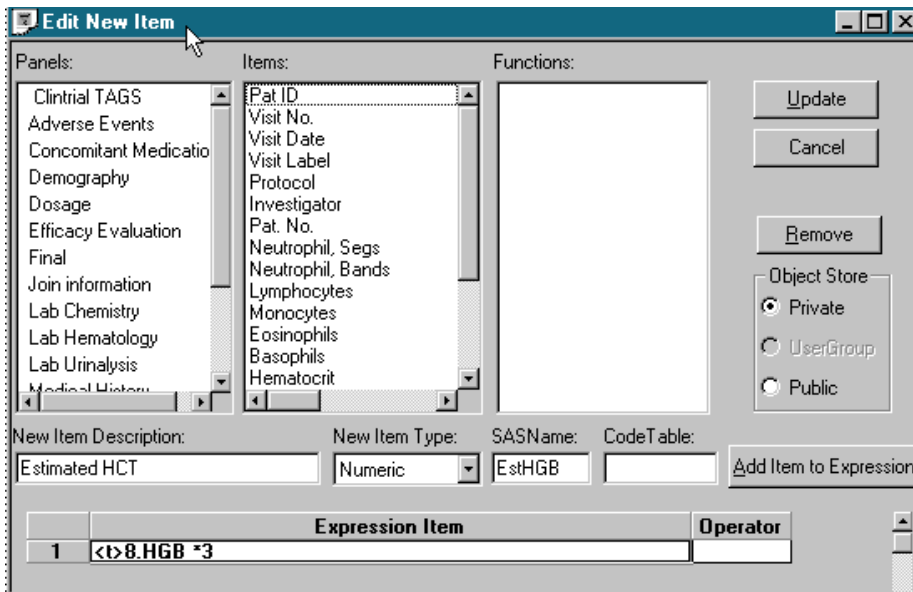 Edit New Item
Panels:
Items:
Functions:
Clintrial TAGS
Adverse Events
Concomitant Medicatio
Demography
Dosage
Efficacy Evaluation
Final
Join information
Lab Chemistry
Lab Hematology
Lab Urinalysis
Medical History
Pat ID
Visit No.
Visit Date
Visit Label
Protocol
Investigator
Pat. No.
Neutrophil, Segs
Neutrophil, Bands
Lymphocytes
Monocytes
Eosinophils
Basophils
Hematocrit
Update
Cancel
Remove
Object Store
Private
UserGroup
Public
New Item Description:
New Item Type:
SASName:
CodeTable:
Estimated HCT
Numeric
EstHGB
Add Item to Expression
Expression Item
Operator
1
<t>8.HGB *3